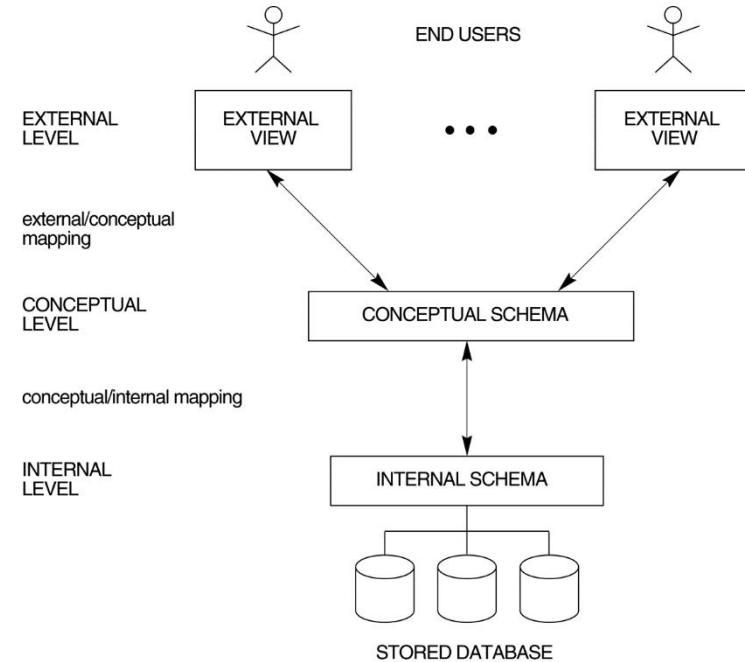 END USERS
EXTERNAL
LEVEL
EXTERNAL
VIEW
EXTERNAL
VIEW
external/conceptual
mapping
CONCEPTUAL
LEVEL
CONCEPTUAL SCHEMA
conceptual/internal mapping
INTERNAL
LEVEL
INTERNAL SCHEMA
STORED DATABASE